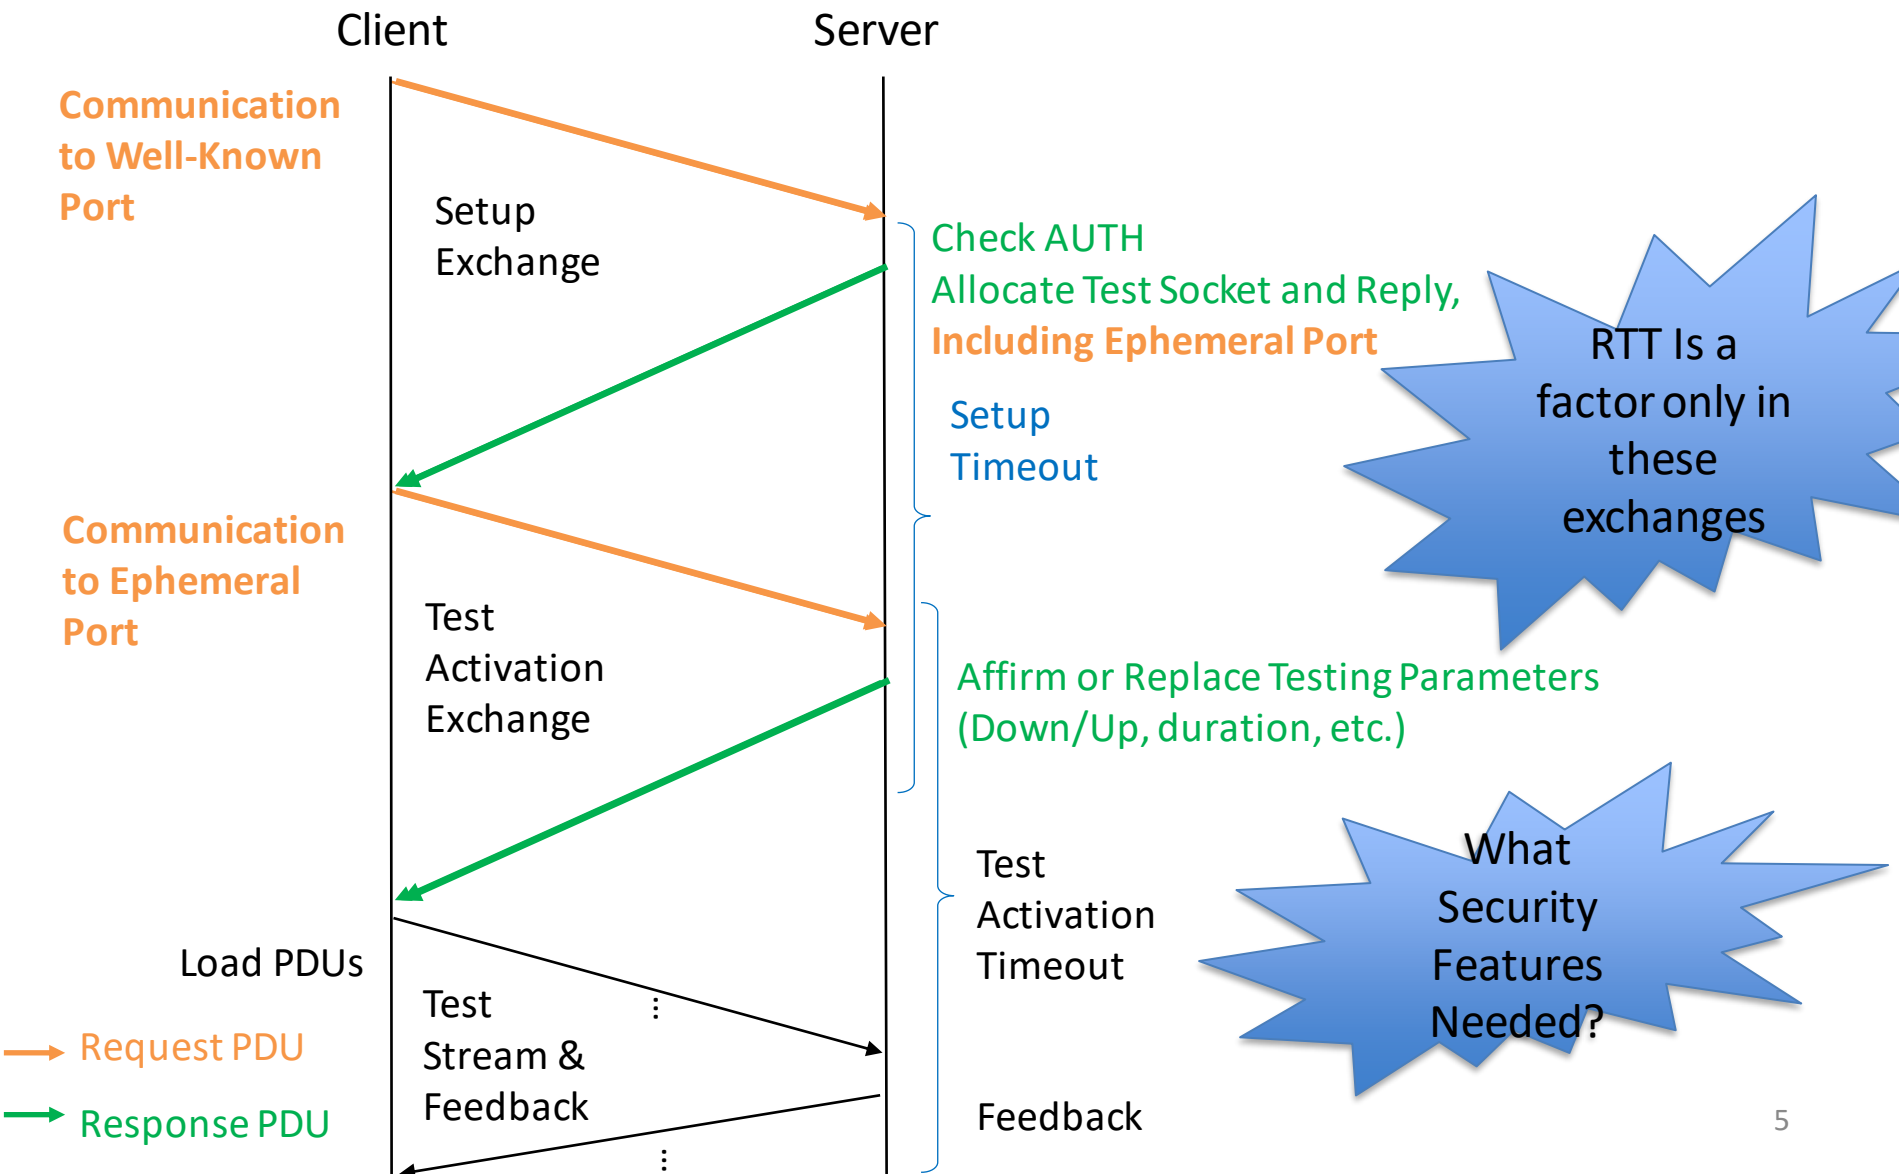 Client
Server
Communication
to Well-Known
Port
Setup
Exchange
Check AUTH
Allocate Test Socket and Reply,
Including Ephemeral Port
Setup
Timeout
RTT Is a
factor only in
these
exchanges
Communication
to Ephemeral
Port
Test
Activation
Exchange
Affirm or Replace Testing Parameters
(Down/Up, duration, etc.)
Test
Activation
Timeout
What
Security
Features
Needed?
Load PDUs
Test
Stream &
Feedback
...
Request PDU
Response PDU
Feedback
...
5